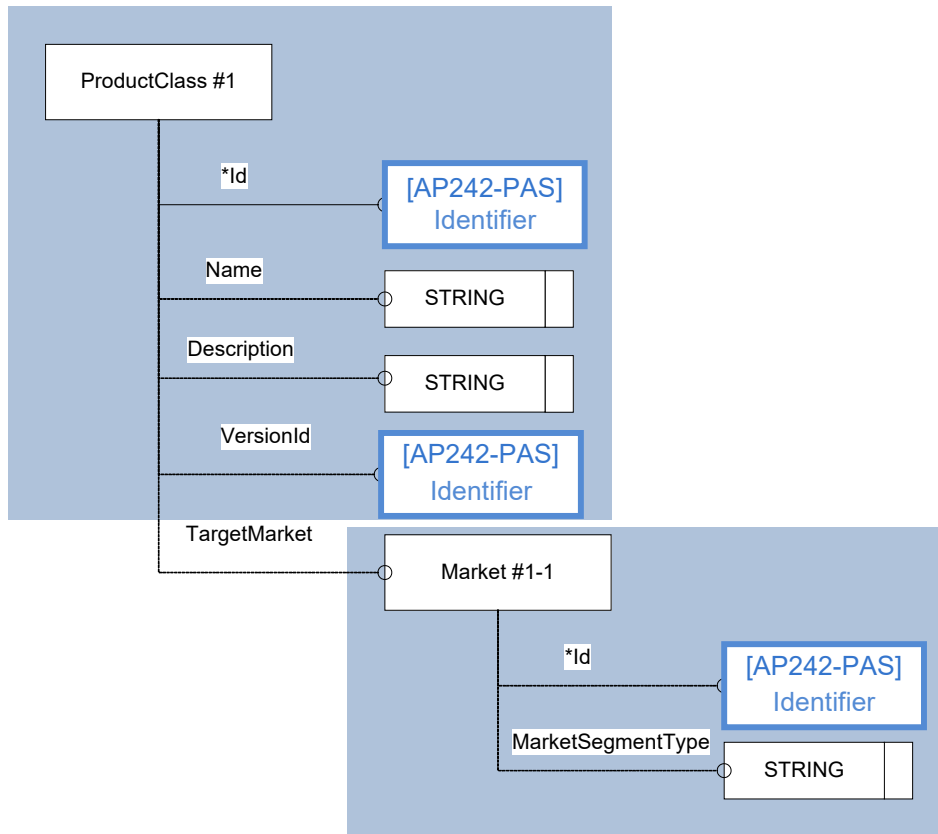 ProductClass #1
*Id
[AP242-PAS]
Identifier
Name
STRING
Description
STRING
VersionId
[AP242-PAS]
Identifier
TargetMarket
Market #1-1
*Id
[AP242-PAS]
Identifier
MarketSegmentType
STRING